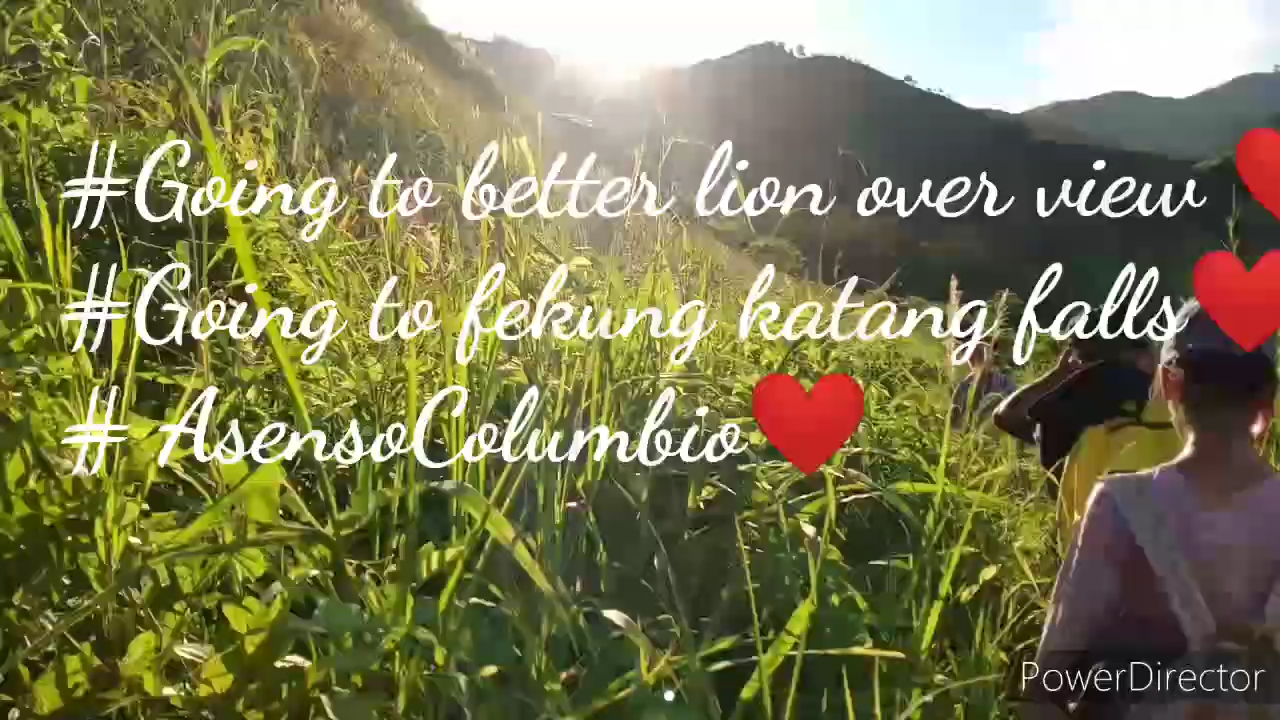 #Going to better lion over view ❤
#Going to fekung katang falls❤
# AsensoColumbio❤
PowerDirector